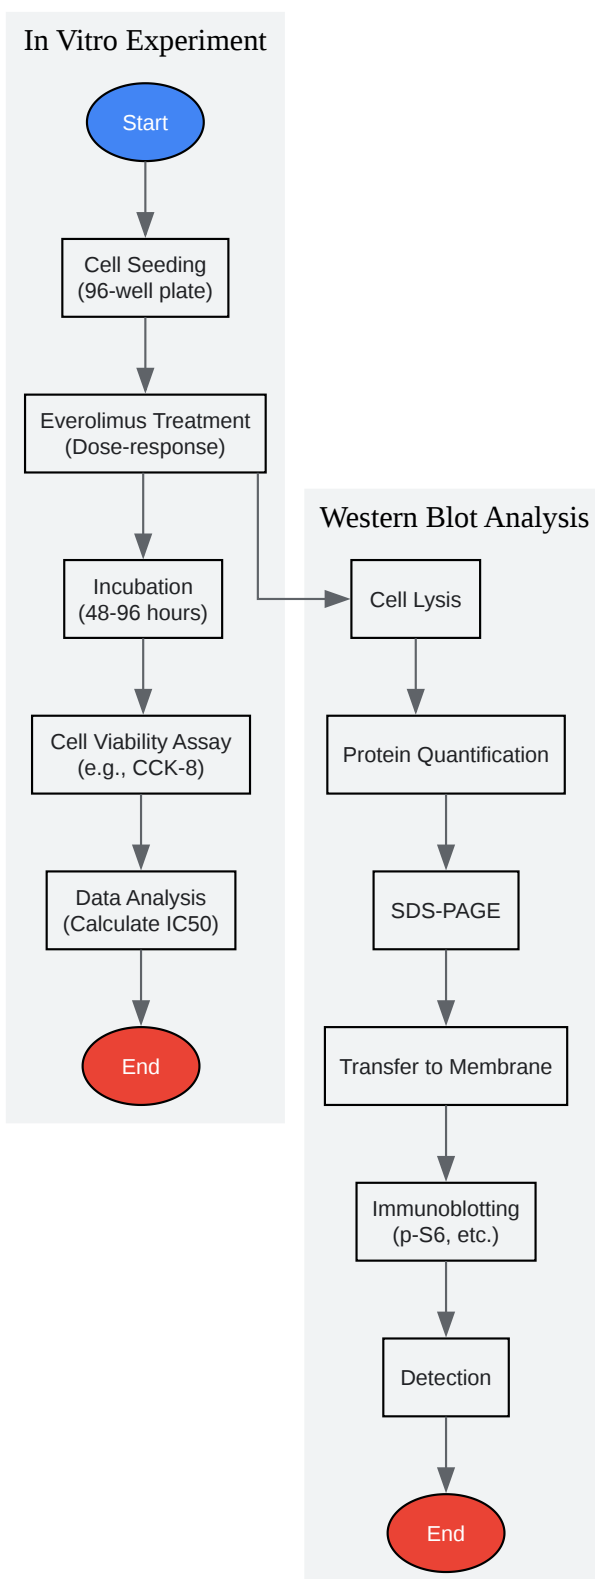 In Vitro Experiment
Start
Cell Seeding
(96-well plate)
Everolimus Treatment
(Dose-response)
Incubation
(48-96 hours)
Cell Viability Assay
(e.g., CCK-8)
Data Analysis
(Calculate IC50)
End
Western Blot Analysis
Cell Lysis
Protein Quantification
SDS-PAGE
Transfer to Membrane
Immunoblotting
(p-S6, etc.)
Detection
End